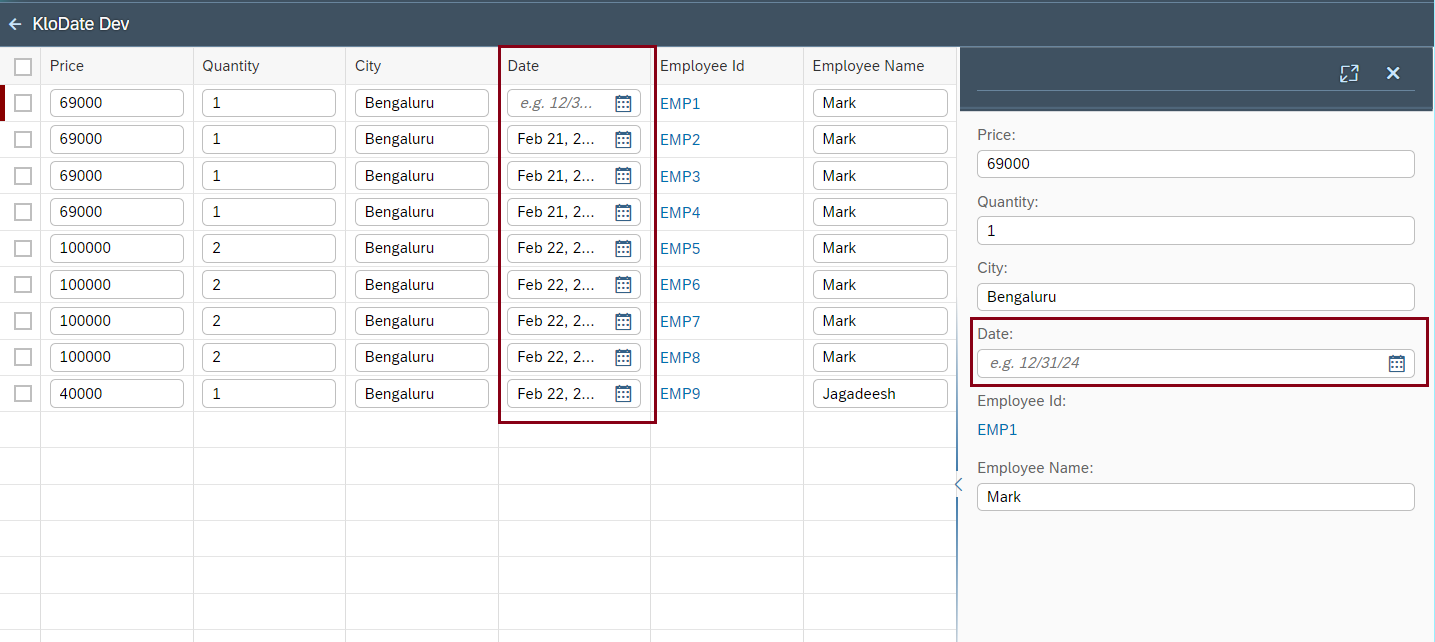 KloDate Dev
Price Quantity City Date Employee Id Employee Name
69000 1 Bengaluru e.g. 12/3... EMP1 Mark
69000 1 Bengaluru Feb 21, 2... EMP2 Mark
69000 1 Bengaluru Feb 21, 2... EMP3 Mark
69000 1 Bengaluru Feb 21, 2... EMP4 Mark
100000 2 Bengaluru Feb 22, 2... EMP5 Mark
100000 2 Bengaluru Feb 22, 2... EMP6 Mark
100000 2 Bengaluru Feb 22, 2... EMP7 Mark
100000 2 Bengaluru Feb 22, 2... EMP8 Mark
40000 1 Bengaluru Feb 22, 2... EMP9 Jagadeesh
Price:
69000
Quantity:
1
City:
Bengaluru
Date:
e.g. 12/31/24
Employee Id:
EMP1
Employee Name:
Mark